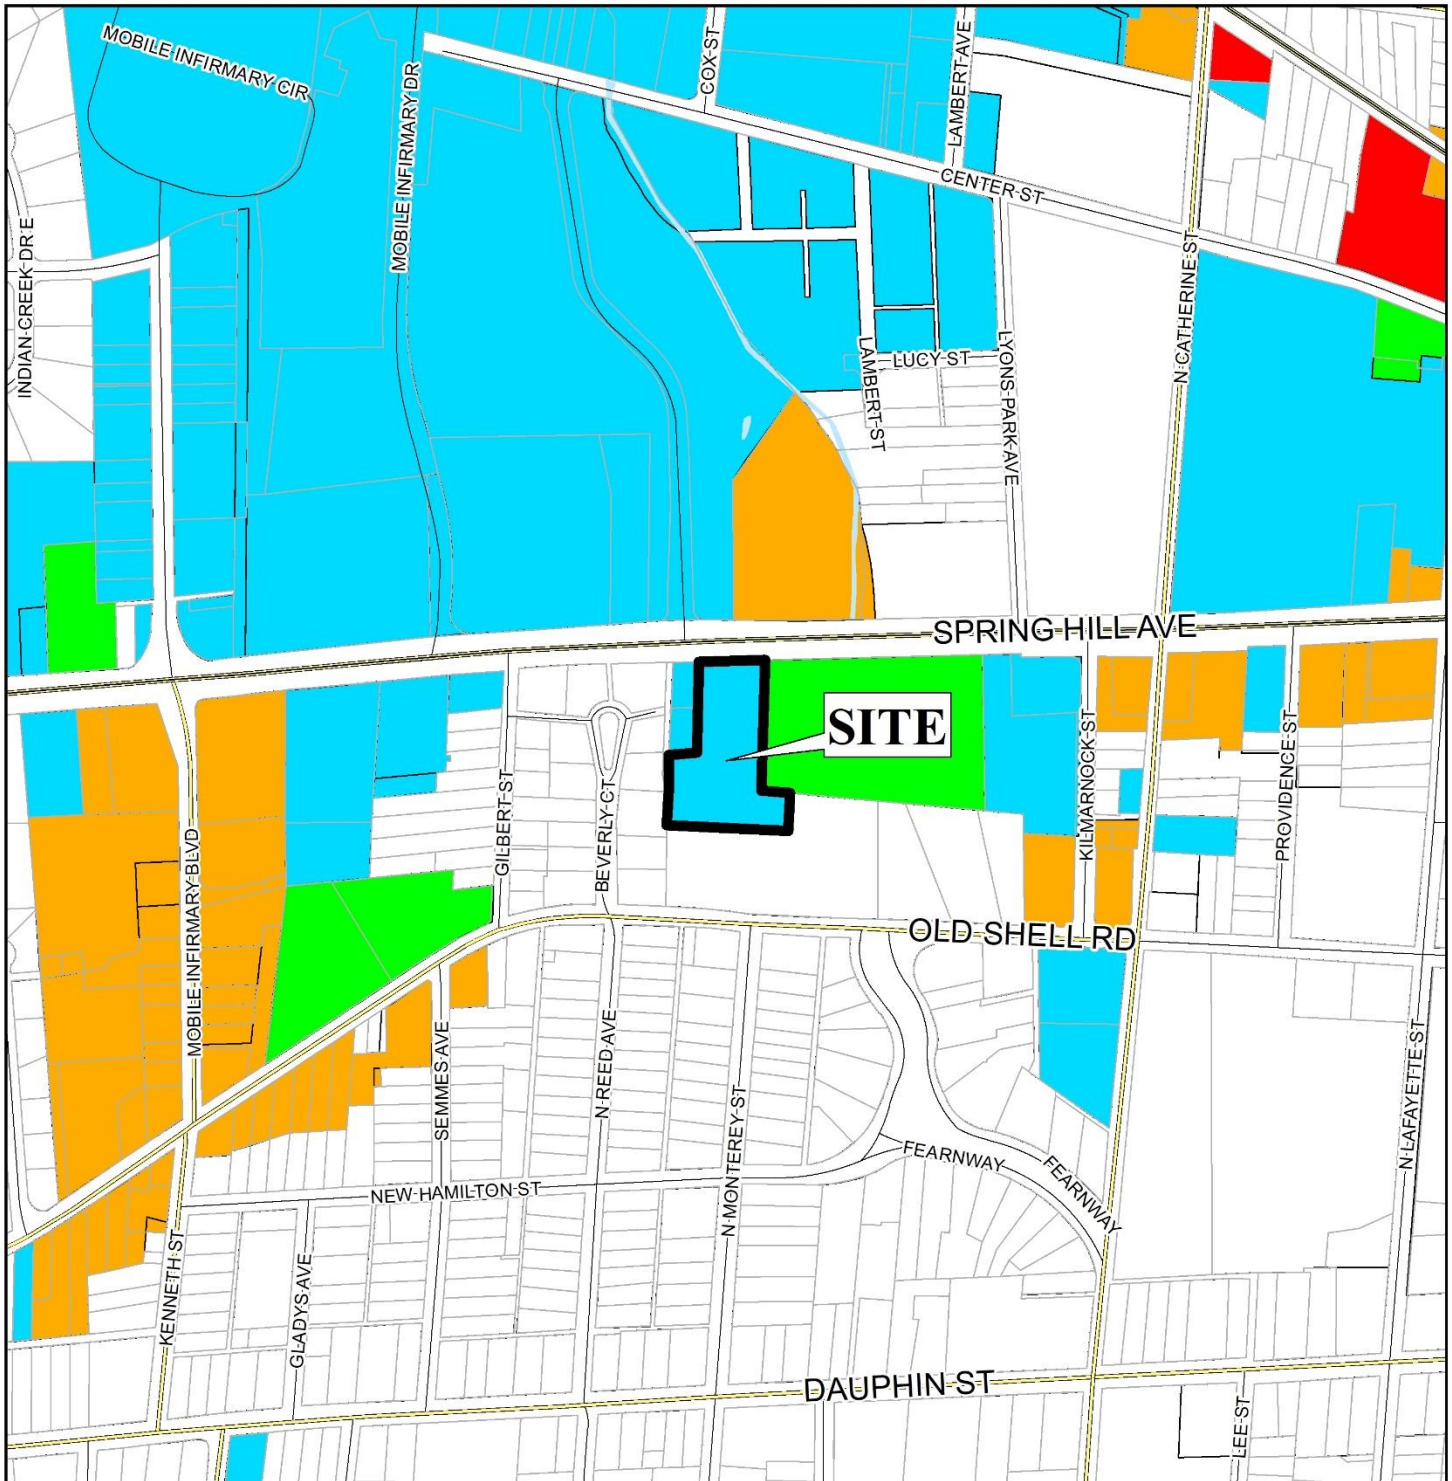 MOBILE INFIRMARY CIR
MOBILE INFIRMARY DR
COX ST
LAMBERT AVE
CENTER ST
INDIAN CREEK DR E
N CATHERINE ST
LAMBERT ST
LUCY ST
LYONS PARK AVE
SPRING HILL AVE
SITE
GILBERT ST
BEVERLY CT
KILMARNOCK ST
PROVIDENCE ST
MOBILE INFIRMARY BLVD
OLD SHELL RD
SEMMES AVE
N REED AVE
N MONTEREY ST
N LAFAYETTE ST
FEARNWAY
FEARNWAY
NEW HAMILTON ST
KENNETH ST
GLADYS AVE
DAUPHIN ST
LEE ST